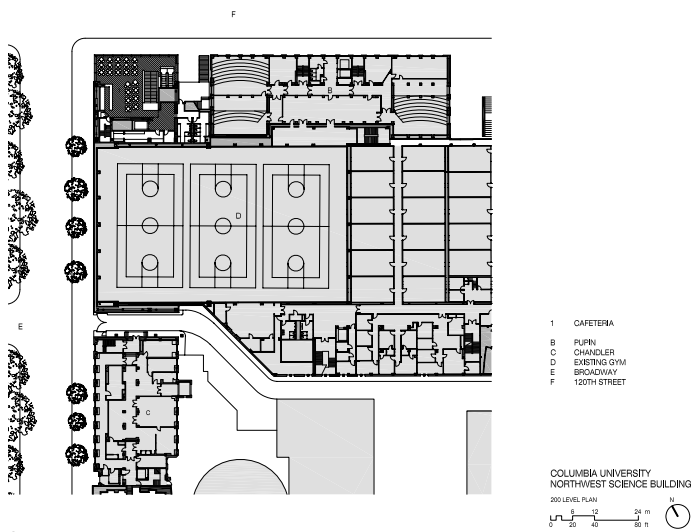 F
B
D
E
C
1 CAFETERIA
B PUPIN
C CHANDLER
D EXISTING GYM
E BROADWAY
F 120TH STREET
COLUMBIA UNIVERSITY
NORTHWEST SCIENCE BUILDING
200 LEVEL PLAN
N
6 12 24 m
0 20 40 80 ft